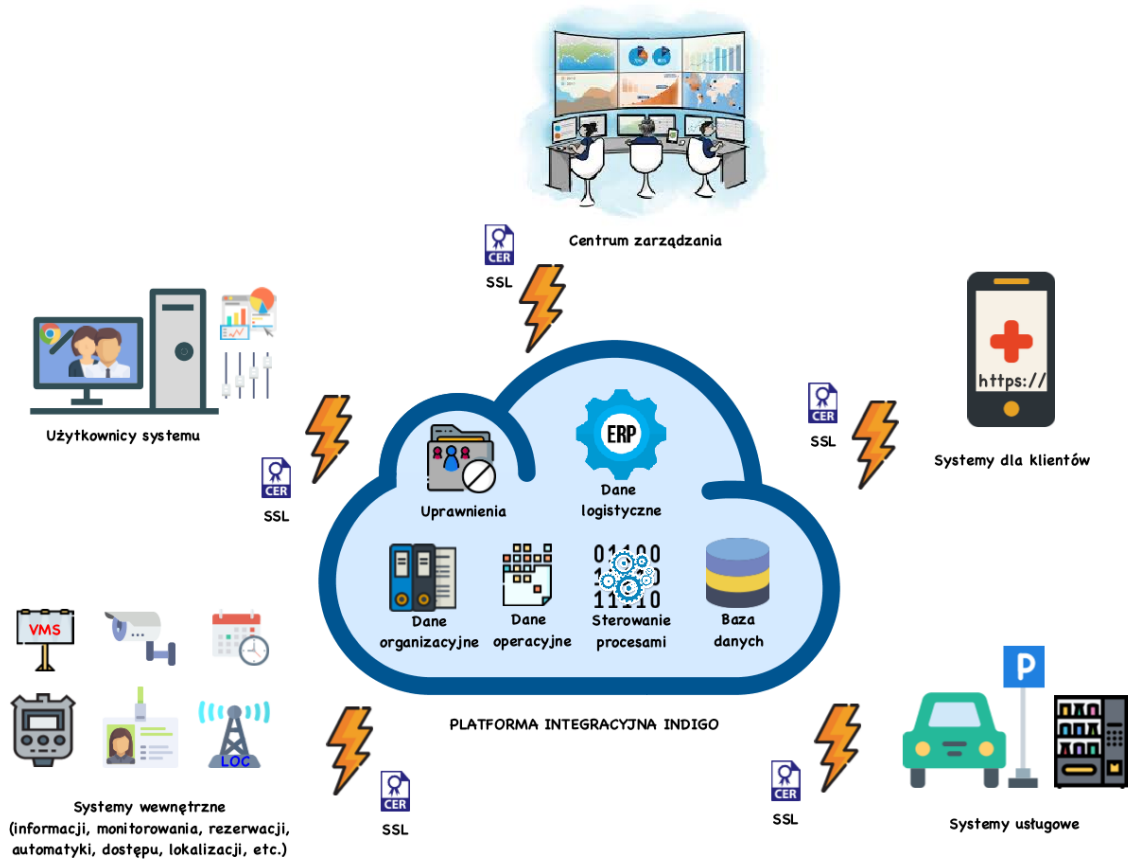 Centrum zarządzania
CER
SSL
Użytkownicy systemu
CER
SSL
https://
Systemy dla klientów
CER
SSL
Uprawnienia
ERP
Dane
logistyczne
Dane
organizacyjne
Dane
operacyjne
01100
11110
Sterowanie
procesami
Baza
danych
PLATFORMA INTEGRACYJNA INDIGO
VMS
LOC
Systemy wewnętrzne
(informacji, monitorowania, rezerwacji,
automatyki, dostępu, lokalizacji, etc.)
CER
SSL
P
Systemy usługowe
CER
SSL